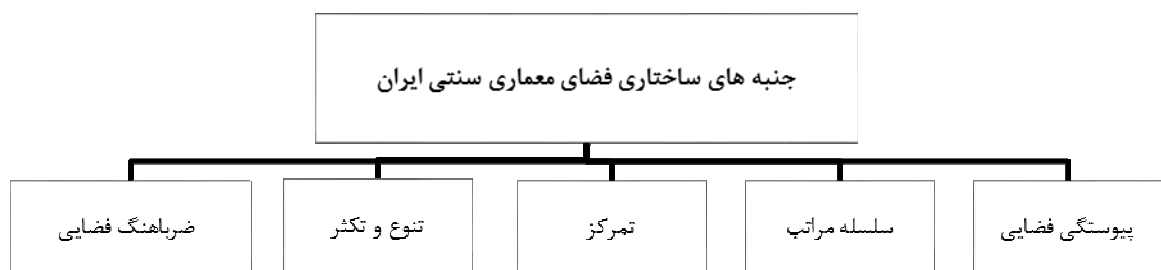 جنبه های ساختاری فضای معماری سنتی ایران
پیوستگی فضایی
سلسله مراتب
تمرکز
تنوع و تکثر
ضرباهنگ فضایی